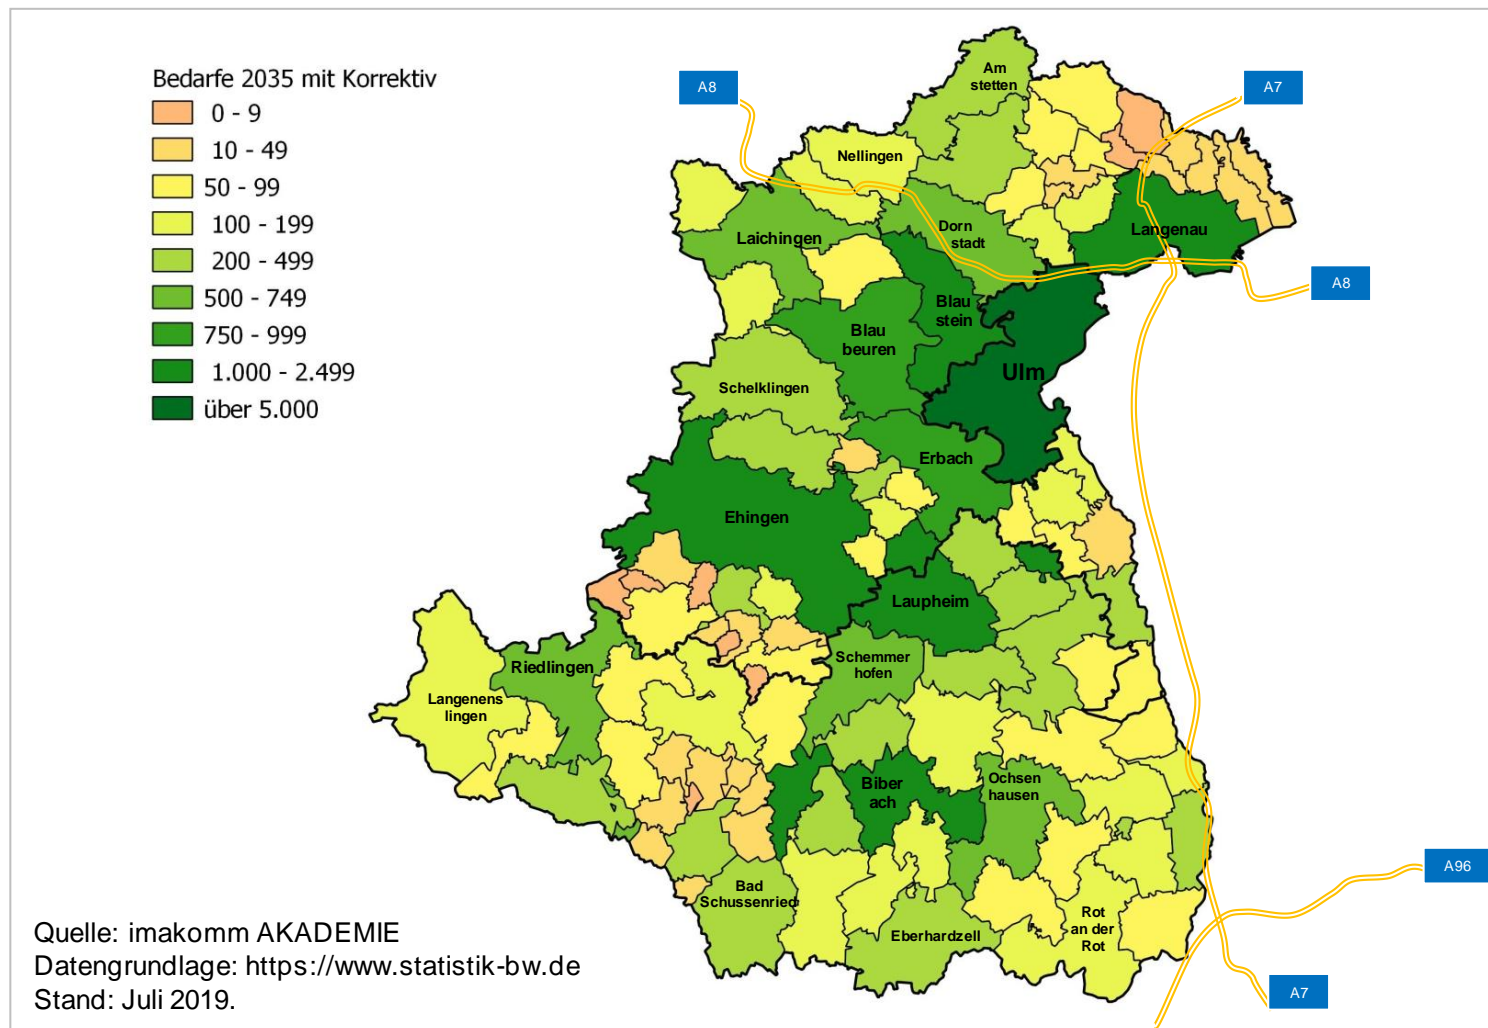 Bedarfe 2035 mit Korrektiv
0 - 9
10 - 49
50 - 99
100 - 199
200 - 499
500 - 749
750 - 999
1.000 - 2.499
über 5.000
A8
A7
A8
A96
A7
Am
stetten
Nellingen
Laichingen
Dorn
stadt
Langenau
Blau
stein
Blau
beuren
Ulm
Schelklingen
Erbach
Ehingen
Laupheim
Riedlingen
Schemmer
hofen
Langenens
lingen
Biber
ach
Ochsen
hausen
Bad
Schussenried
Eberhardzell
Rot
an der
Rot
Quelle: imakomm AKADEMIE
Datengrundlage: https://www.statistik-bw.de
Stand: Juli 2019.